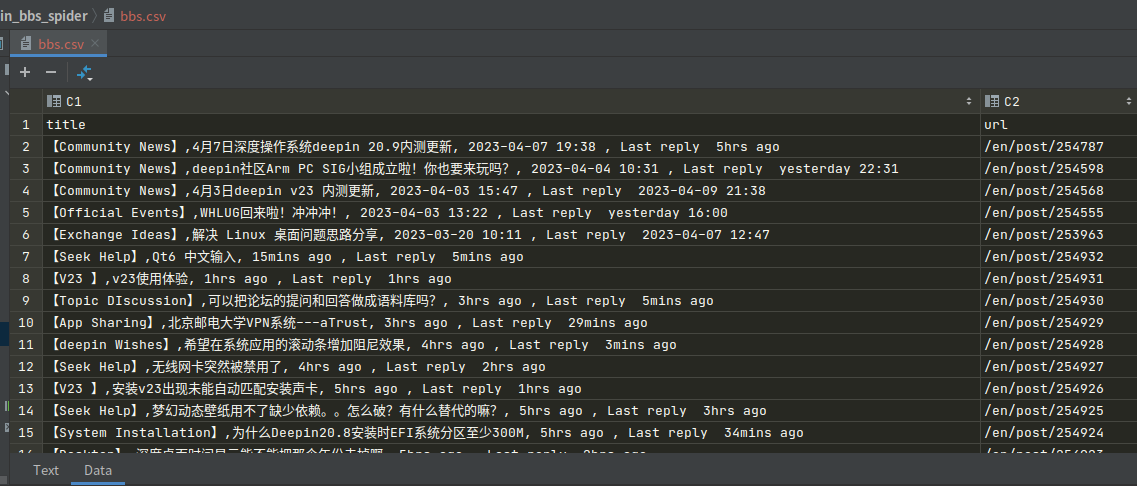 in_bbs_spider 〉 bbs.csv
bbs.csv
C1 C2
1 title url
2 【Community News】,4月7日深度操作系统deepin 20.9内测更新, 2023-04-07 19:38 , Last reply 5hrs ago /en/post/254787
3 【Community News】,deepin社区Arm PC SIG小组成立啦！你也要来玩吗？, 2023-04-04 10:31 , Last reply yesterday 22:31 /en/post/254598
4 【Community News】,4月3日deepin v23 内测更新, 2023-04-03 15:47 , Last reply 2023-04-09 21:38 /en/post/254568
5 【Official Events】,WHLUG回来啦！冲冲冲！, 2023-04-03 13:22 , Last reply yesterday 16:00 /en/post/254555
6 【Exchange Ideas】,解决 Linux 桌面问题思路分享, 2023-03-20 10:11 , Last reply 2023-04-07 12:47 /en/post/253963
7 【Seek Help】,Qt6 中文输入, 15mins ago , Last reply 5mins ago /en/post/254932
8 【V23 】,v23使用体验, 1hrs ago , Last reply 1hrs ago /en/post/254931
9 【Topic DIscussion】,可以把论坛的提问和回答做成语料库吗？, 3hrs ago , Last reply 5mins ago /en/post/254930
10 【App Sharing】,北京邮电大学VPN系统---aTrust, 3hrs ago , Last reply 29mins ago /en/post/254929
11 【deepin Wishes】,希望在系统应用的滚动条增加阻尼效果, 4hrs ago , Last reply 3mins ago /en/post/254928
12 【Seek Help】,无线网卡突然被禁用了, 4hrs ago , Last reply 2hrs ago /en/post/254927
13 【V23 】,安装v23出现未能自动匹配安装声卡, 5hrs ago , Last reply 1hrs ago /en/post/254926
14 【Seek Help】,梦幻动态壁纸用不了缺少依赖。。怎么破？有什么替代的嘛？, 5hrs ago , Last reply 3hrs ago /en/post/254925
15 【System Installation】,为什么Deepin20.8安装时EFI系统分区至少300M, 5hrs ago , Last reply 34mins ago /en/post/254924
Text Data